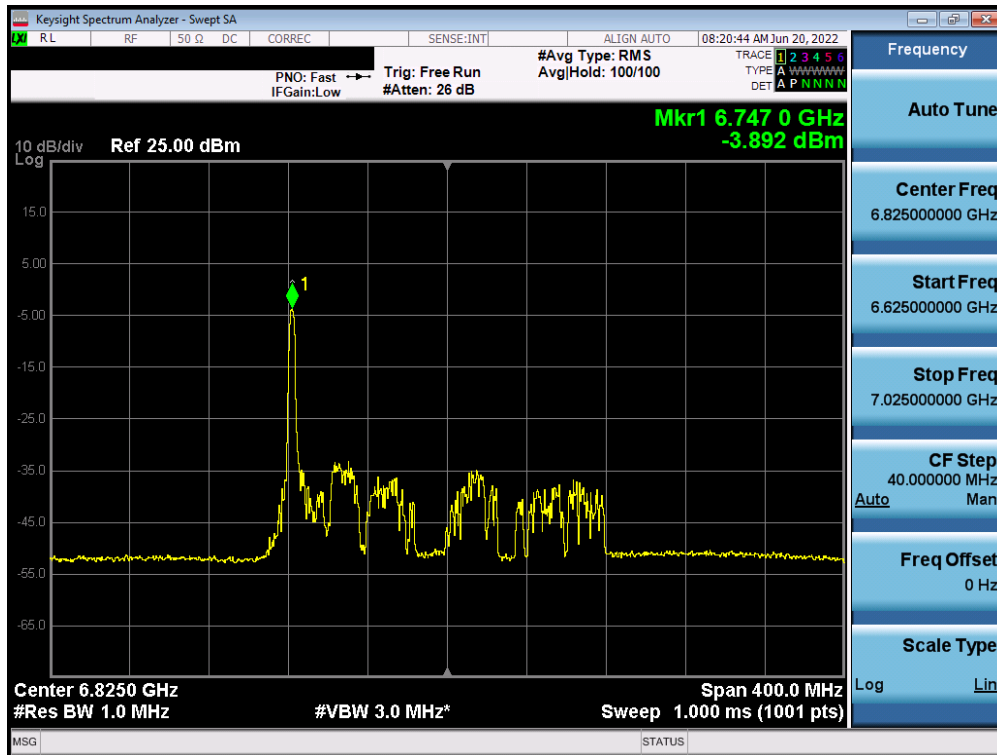 Keysight Spectrum Analyzer - Swept SA
LXI RL RF 50 Ω DC CORREC SENSE:INT ALIGN AUTO 08:20:44 AM Jun 20, 2022
Frequency
PNO: Fast
IFGain:Low
Trig: Free Run
#Atten: 26 dB
#Avg Type: RMS
Avg|Hold: 100/100
TRACE 1 2 3 4 5 6
TYPE A WWWWW
DET A P N N N N
Mkr1 6.747 0 GHz
-3.892 dBm
10 dB/div Ref 25.00 dBm
Log
15.0
5.00
-5.00
-15.0
-25.0
-35.0
-45.0
-55.0
-65.0
1
Center 6.8250 GHz Span 400.0 MHz
#Res BW 1.0 MHz #VBW 3.0 MHz* Sweep 1.000 ms (1001 pts)
MSG STATUS
Auto Tune
Center Freq
6.825000000 GHz
Start Freq
6.625000000 GHz
Stop Freq
7.025000000 GHz
CF Step
40.000000 MHz
Auto Man
Freq Offset
0 Hz
Scale Type
Log Lin